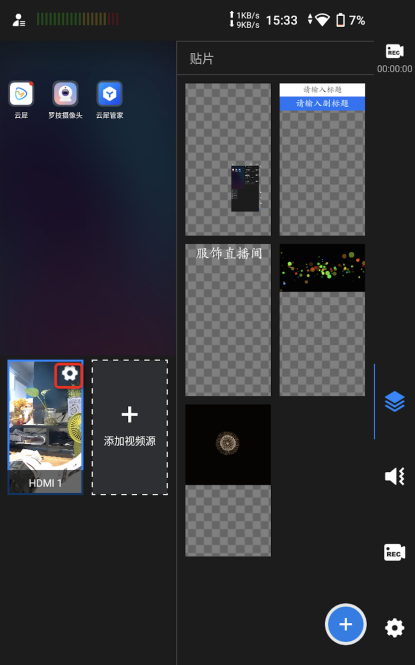 1KB/s
9KB/s
15:33
7%
REC
00:00:00
贴片
云犀
罗技摄像头
云犀管家
请输入标题
请输入副标题
服饰直播间
HDMI 1
添加视频源
REC